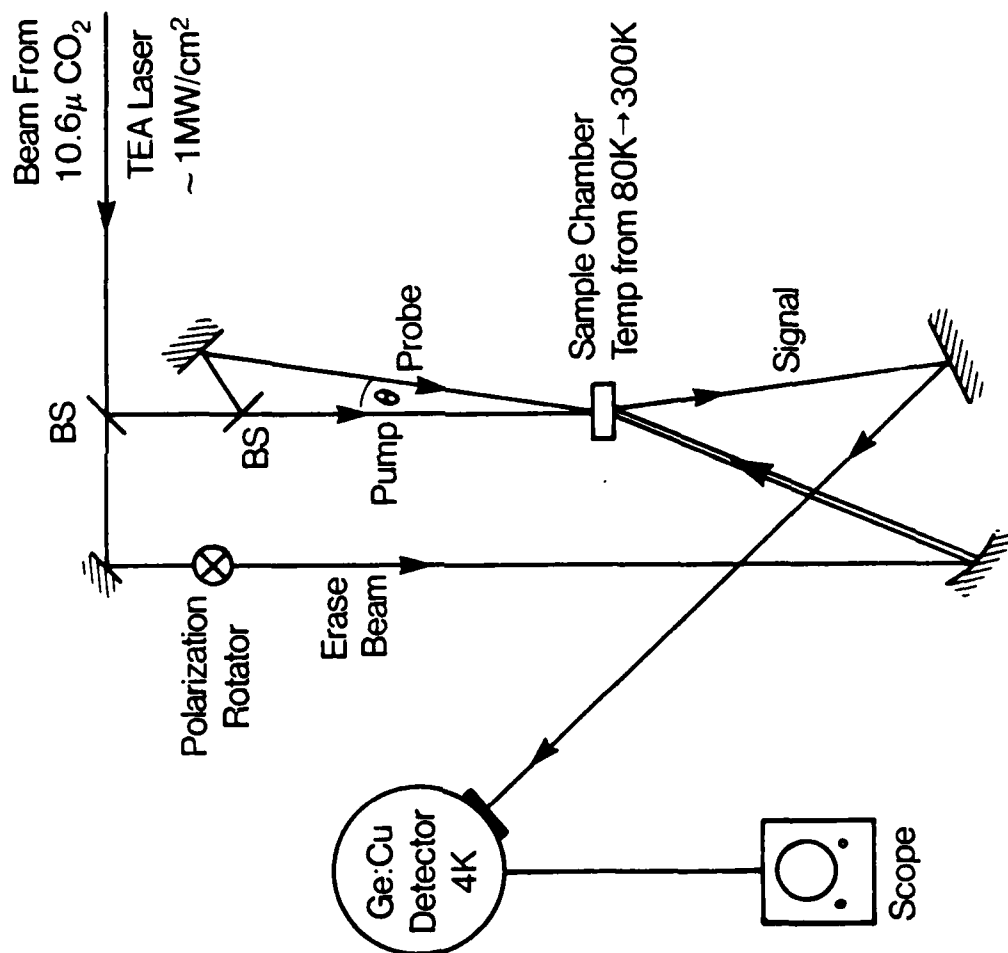 Beam From
10.6μ CO₂
TEA Laser
~ 1MW/cm²
BS
BS
Probe
θ
Pump
Polarization
Rotator
Erase
Beam
Sample Chamber
Temp from 80K→300K
Signal
Ge:Cu
Detector
4K
Scope